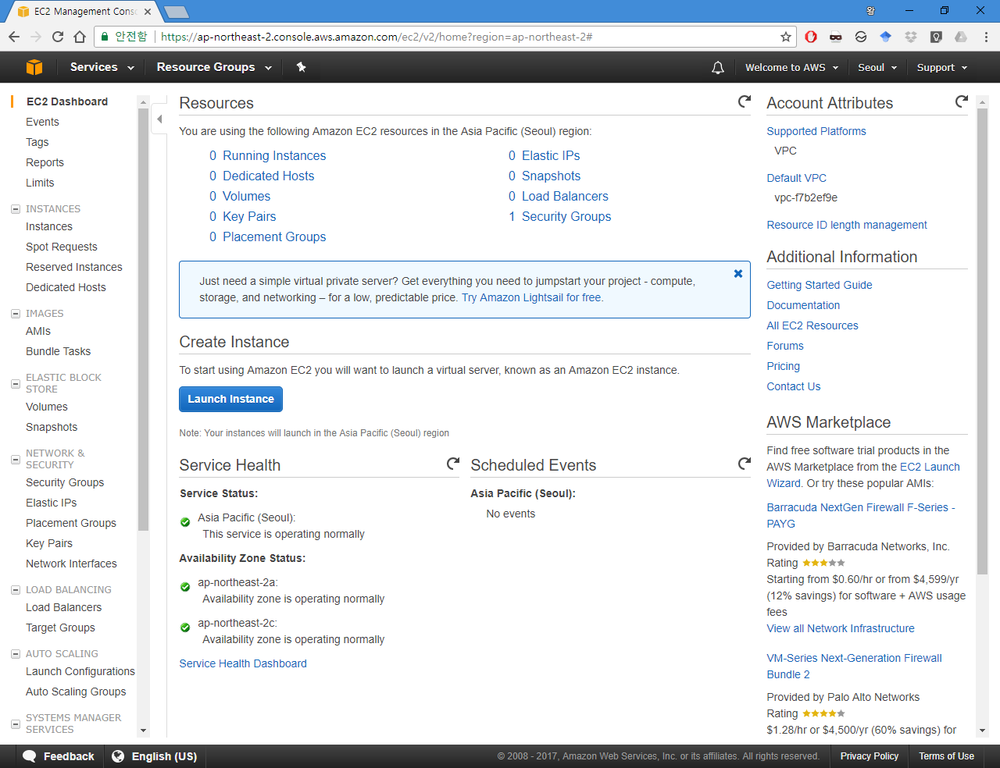 EC2 Management Conso
왕
안전함
https://ap-northeast-2.console.aws.amazon.com/ec2/v2/home?region=ap-northeast-2#
Services
Resource Groups
Welcome to AWS
Seoul
Support
EC2 Dashboard
Events
Tags
Reports
Limits
INSTANCES
Instances
Spot Requests
Reserved Instances
Dedicated Hosts
IMAGES
AMIs
Bundle Tasks
ELASTIC BLOCK
STORE
Volumes
Snapshots
NETWORK &
SECURITY
Security Groups
Elastic IPs
Placement Groups
Key Pairs
Network Interfaces
LOAD BALANCING
Load Balancers
Target Groups
AUTO SCALING
Launch Configurations
Auto Scaling Groups
SYSTEMS MANAGER
SERVICES
Resources
You are using the following Amazon EC2 resources in the Asia Pacific (Seoul) region:
0 Running Instances
0 Dedicated Hosts
0 Volumes
0 Key Pairs
0 Placement Groups
0 Elastic IPs
0 Snapshots
0 Load Balancers
1 Security Groups
Just need a simple virtual private server? Get everything you need to jumpstart your project - compute,
storage, and networking – for a low, predictable price. Try Amazon Lightsail for free.
Create Instance
To start using Amazon EC2 you will want to launch a virtual server, known as an Amazon EC2 instance.
Launch Instance
Note: Your instances will launch in the Asia Pacific (Seoul) region
Service Health
Service Status:
Asia Pacific (Seoul):
This service is operating normally
Availability Zone Status:
ap-northeast-2a:
Availability zone is operating normally
ap-northeast-2c:
Availability zone is operating normally
Service Health Dashboard
Scheduled Events
Asia Pacific (Seoul):
No events
Account Attributes
Supported Platforms
VPC
Default VPC
vpc-f7b2ef9e
Resource ID length management
Additional Information
Getting Started Guide
Documentation
All EC2 Resources
Forums
Pricing
Contact Us
AWS Marketplace
Find free software trial products in the
AWS Marketplace from the EC2 Launch
Wizard. Or try these popular AMIs:
Barracuda NextGen Firewall F-Series -
PAYG
Provided by Barracuda Networks, Inc.
Rating
Starting from $0.60/hr or from $4,599/yr
(12% savings) for software + AWS usage
fees
View all Network Infrastructure
VM-Series Next-Generation Firewall
Bundle 2
Provided by Palo Alto Networks
Rating
$1.28/hr or $4,500/yr (60% savings) for
Feedback
English (US)
© 2008 - 2017, Amazon Web Services, Inc. or its affiliates. All rights reserved.
Privacy Policy
Terms of Use